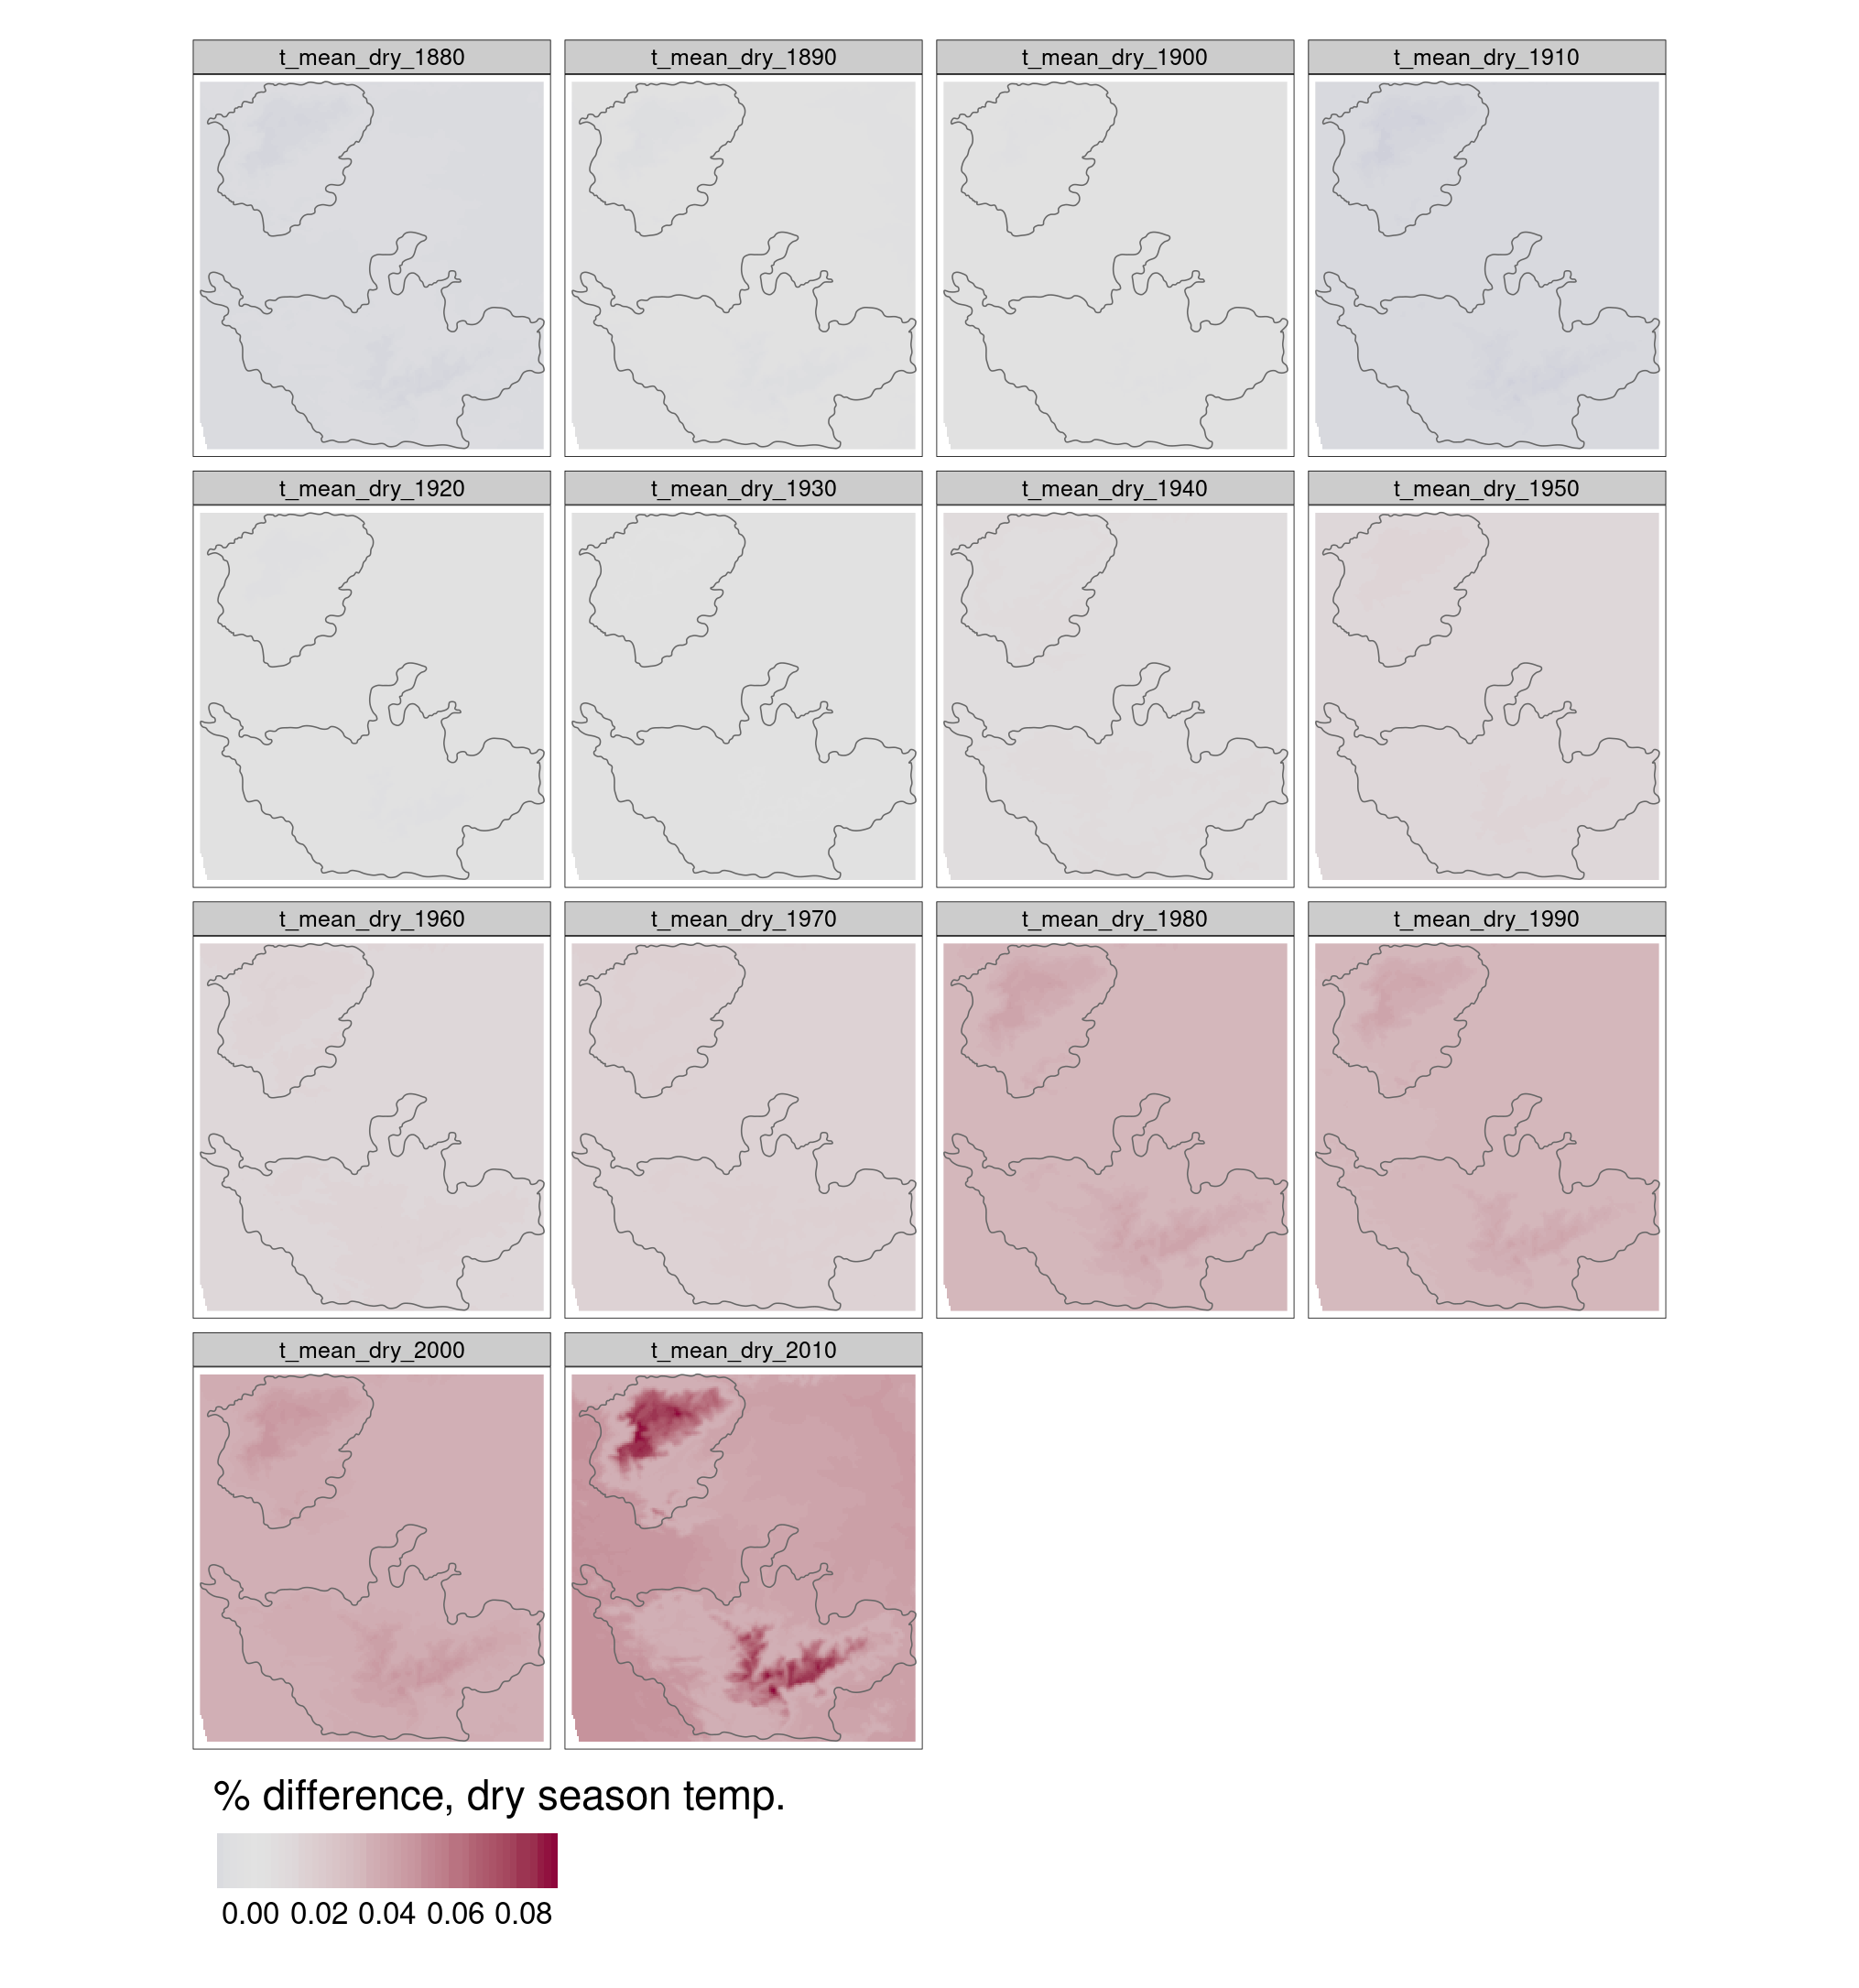 t_mean_dry_1880
t_mean_dry_1890
t_mean_dry_1900
t_mean_dry_1910
t_mean_dry_1920
t_mean_dry_1930
t_mean_dry_1940
t_mean_dry_1950
t_mean_dry_1960
t_mean_dry_1970
t_mean_dry_1980
t_mean_dry_1990
t_mean_dry_2000
t_mean_dry_2010
% difference, dry season temp.
0.00 0.02 0.04 0.06 0.08